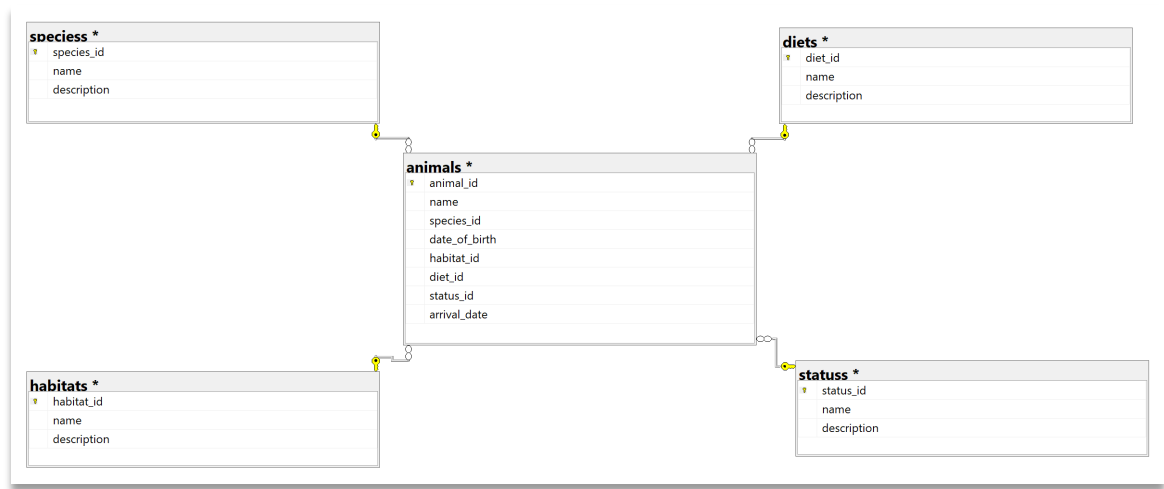 speciess *
species_id
name
description
diets *
diet_id
name
description
animals *
animal_id
name
species_id
date_of_birth
habitat_id
diet_id
status_id
arrival_date
habitats *
habitat_id
name
description
statuss *
status_id
name
description